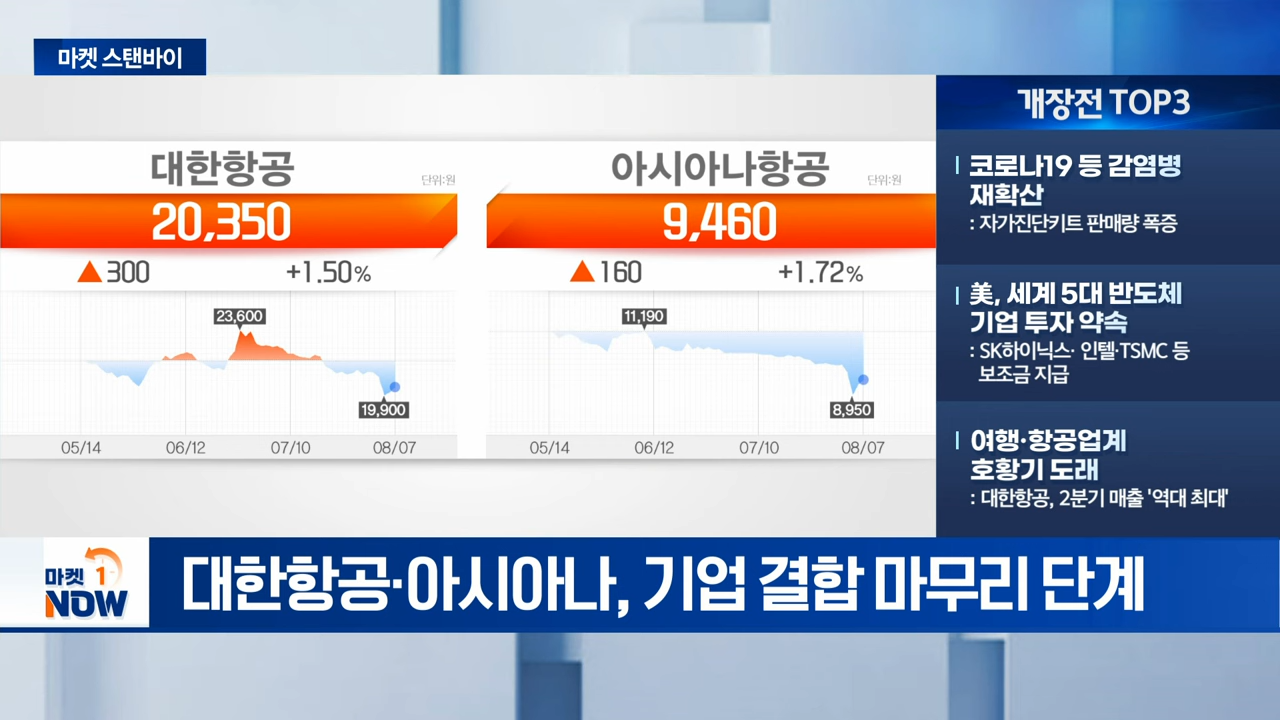 마켓 스탠바이
대한항공
단위:원
20,350
▲300 +1.50%
23,600
19,900
05/14 06/12 07/10 08/07
아시아나항공
단위:원
9,460
▲160 +1.72%
11,190
8,950
05/14 06/12 07/10 08/07
개장전 TOP3
코로나19 등 감염병
재확산
: 자가진단키트 판매량 폭증
美, 세계 5대 반도체
기업 투자 약속
: SK하이닉스· 인텔·TSMC 등
보조금 지급
여행·항공업계
호황기 도래
: 대한항공, 2분기 매출 '역대 최대'
마켓 1
NOW
대한항공·아시아나, 기업 결합 마무리 단계